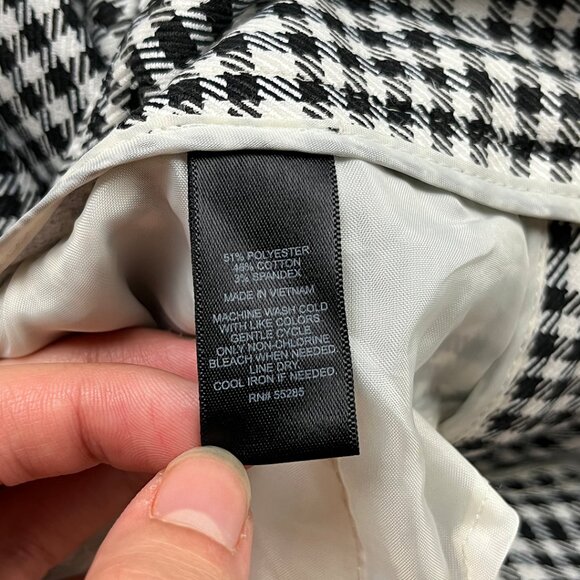 51% POLYESTER
46% COTTON
3% SPANDEX
MADE IN VIETNAM
MACHINE WASH COLD
WITH LIKE COLORS
GENTLE CYCLE
ONLY NON-CHLORINE
BLEACH WHEN NEEDED
LINE DRY
COOL IRON IF NEEDED
RN# 55285